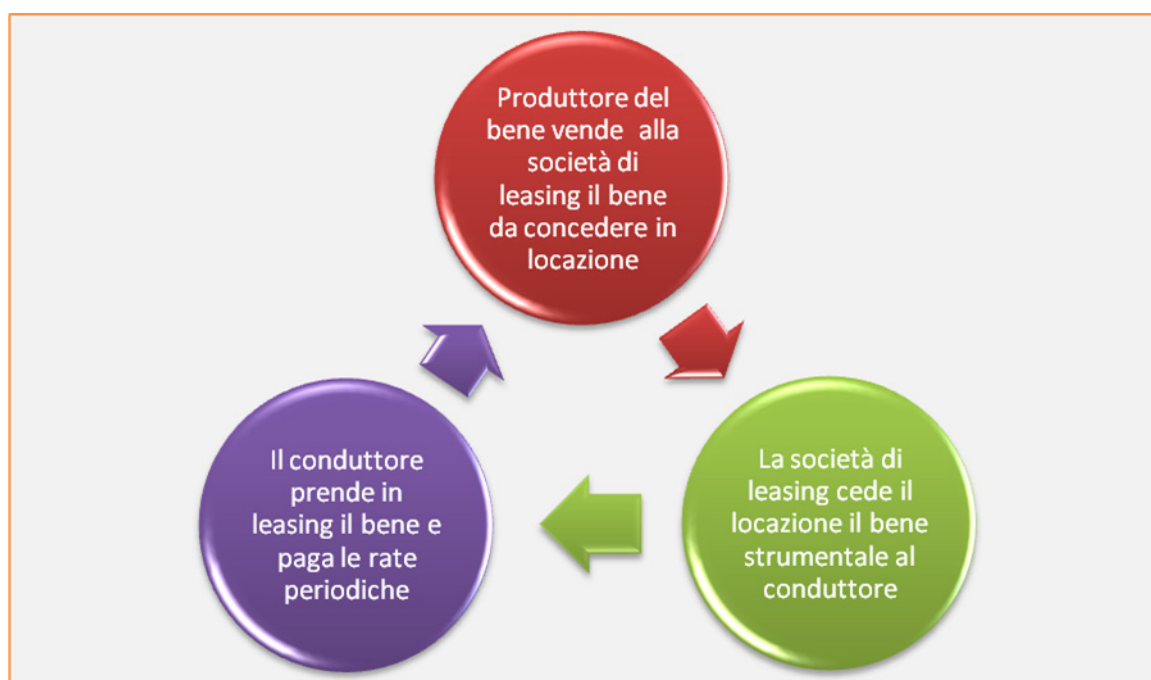 Produttore del
bene vende alla
società di
leasing il bene
da concedere in
locazione
La società di
leasing cede il
locazione il bene
strumentale al
conduttore
Il conduttore
prende in
leasing il bene e
paga le rate
periodiche